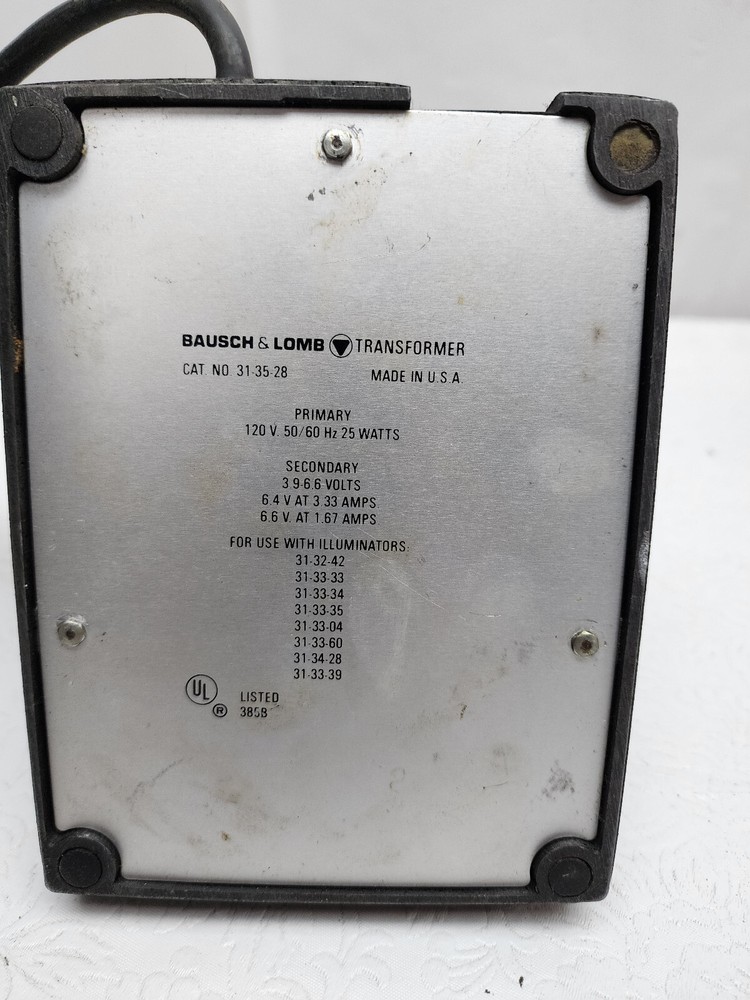 BAUSCH & LOMB TRANSFORMER
CAT. NO. 31-35-28 MADE IN U.S.A.
PRIMARY
120 V. 50/60 Hz 25 WATTS
SECONDARY
3.9-6.6 VOLTS
6.4 V AT 3.33 AMPS
6.6 V. AT 1.67 AMPS
FOR USE WITH ILLUMINATORS:
31-32-42
31-33-33
31-33-34
31-33-35
31-33-04
31-33-60
31-34-28
31-33-39
UL LISTED
® 385B